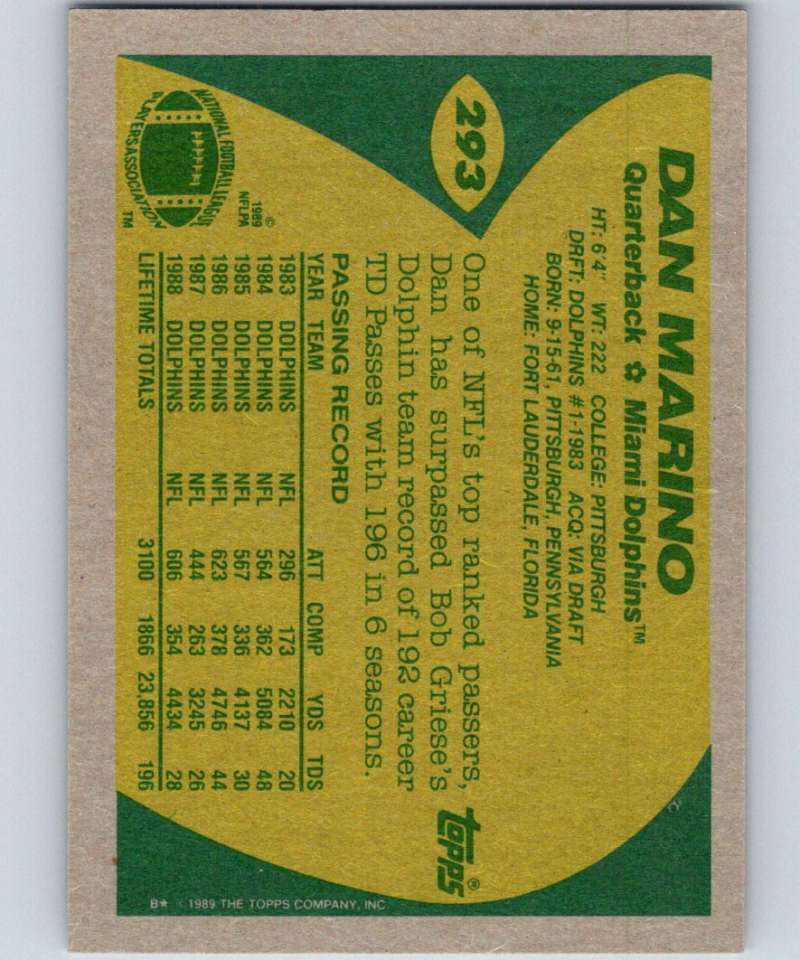 293
DAN MARINO
Quarterback ✿ Miami Dolphins™
HT: 6'4" WT: 222 COLLEGE: PITTSBURGH
DRFT: DOLPHINS #1-1983 ACQ: VIA DRAFT
BORN: 9-15-61, PITTSBURGH, PENNSYLVANIA
HOME: FORT LAUDERDALE, FLORIDA
One of NFL's top ranked passers,
Dan has surpassed Bob Griese's
Dolphin team record of 192 career
TD Passes with 196 in 6 seasons.
topps®
NATIONAL FOOTBALL LEAGUE
PLAYERS ASSOCIATION
TM
©
1989
NFLPA
PASSING RECORD
YEAR TEAM ATT COMP YDS TDS
1983 DOLPHINS NFL 296 173 2210 20
1984 DOLPHINS NFL 564 362 5084 48
1985 DOLPHINS NFL 567 336 4137 30
1986 DOLPHINS NFL 623 378 4746 44
1987 DOLPHINS NFL 444 263 3245 26
1988 DOLPHINS NFL 606 354 4434 28
LIFETIME TOTALS 3100 1866 23,856 196
B* © 1989 THE TOPPS COMPANY, INC.